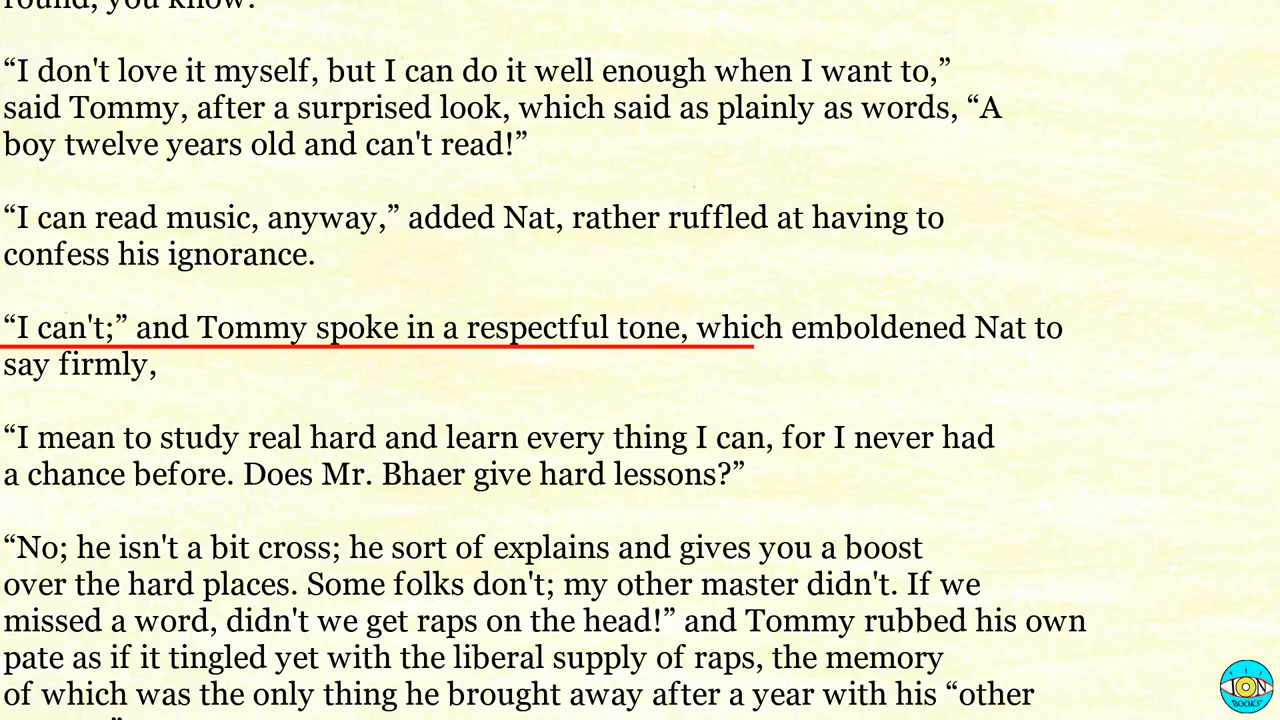 round, you know.
“I don't love it myself, but I can do it well enough when I want to,”
said Tommy, after a surprised look, which said as plainly as words, “A
boy twelve years old and can't read!”
“I can read music, anyway,” added Nat, rather ruffled at having to
confess his ignorance.
“I can't;” and Tommy spoke in a respectful tone, which emboldened Nat to
say firmly,
“I mean to study real hard and learn every thing I can, for I never had
a chance before. Does Mr. Bhaer give hard lessons?”
“No; he isn't a bit cross; he sort of explains and gives you a boost
over the hard places. Some folks don't; my other master didn't. If we
missed a word, didn't we get raps on the head!” and Tommy rubbed his own
pate as if it tingled yet with the liberal supply of raps, the memory
of which was the only thing he brought away after a year with his “other
ION
BOOKS